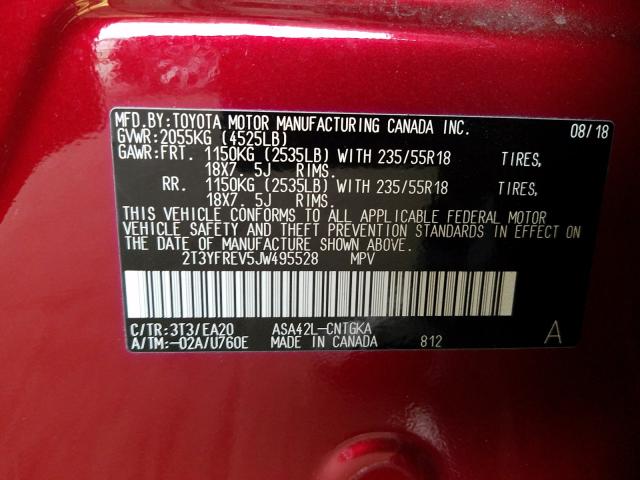 MFD.BY:TOYOTA MOTOR MANUFACTURING CANADA INC. 08/18
GVWR:2055KG (4525LB)
GAWR:FRT. 1150KG (2535LB) WITH 235/55R18 TIRES,
18X7. 5J RIMS.
RR. 1150KG (2535LB) WITH 235/55R18 TIRES,
18X7. 5J RIMS.
THIS VEHICLE CONFORMS TO ALL APPLICABLE FEDERAL MOTOR
VEHICLE SAFETY AND THEFT PREVENTION STANDARDS IN EFFECT ON
THE DATE OF MANUFACTURE SHOWN ABOVE.
2T3YFREV5JW495528 MPV
C/TR:3T3/EA20 ASA42L-CNTGKA
A/TM:-02A/U760E MADE IN CANADA 812 A